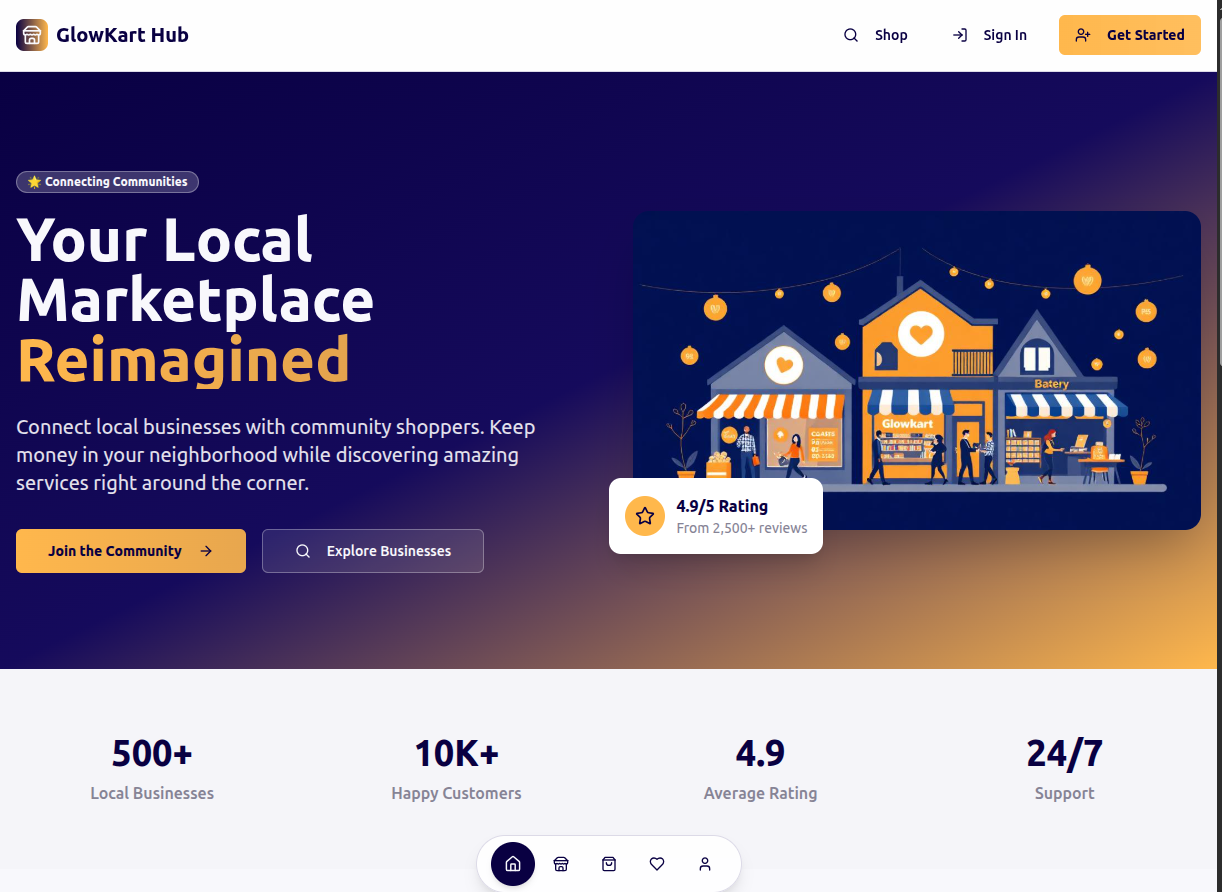 GlowKart Hub
Shop
Sign In
Get Started
🌟 Connecting Communities
Your Local
Marketplace
Reimagined
Connect local businesses with community shoppers. Keep
money in your neighborhood while discovering amazing
services right around the corner.
Join the Community
Explore Businesses
Batery
Glowkart
4.9/5 Rating
From 2,500+ reviews
500+
Local Businesses
10K+
Happy Customers
4.9
Average Rating
24/7
Support